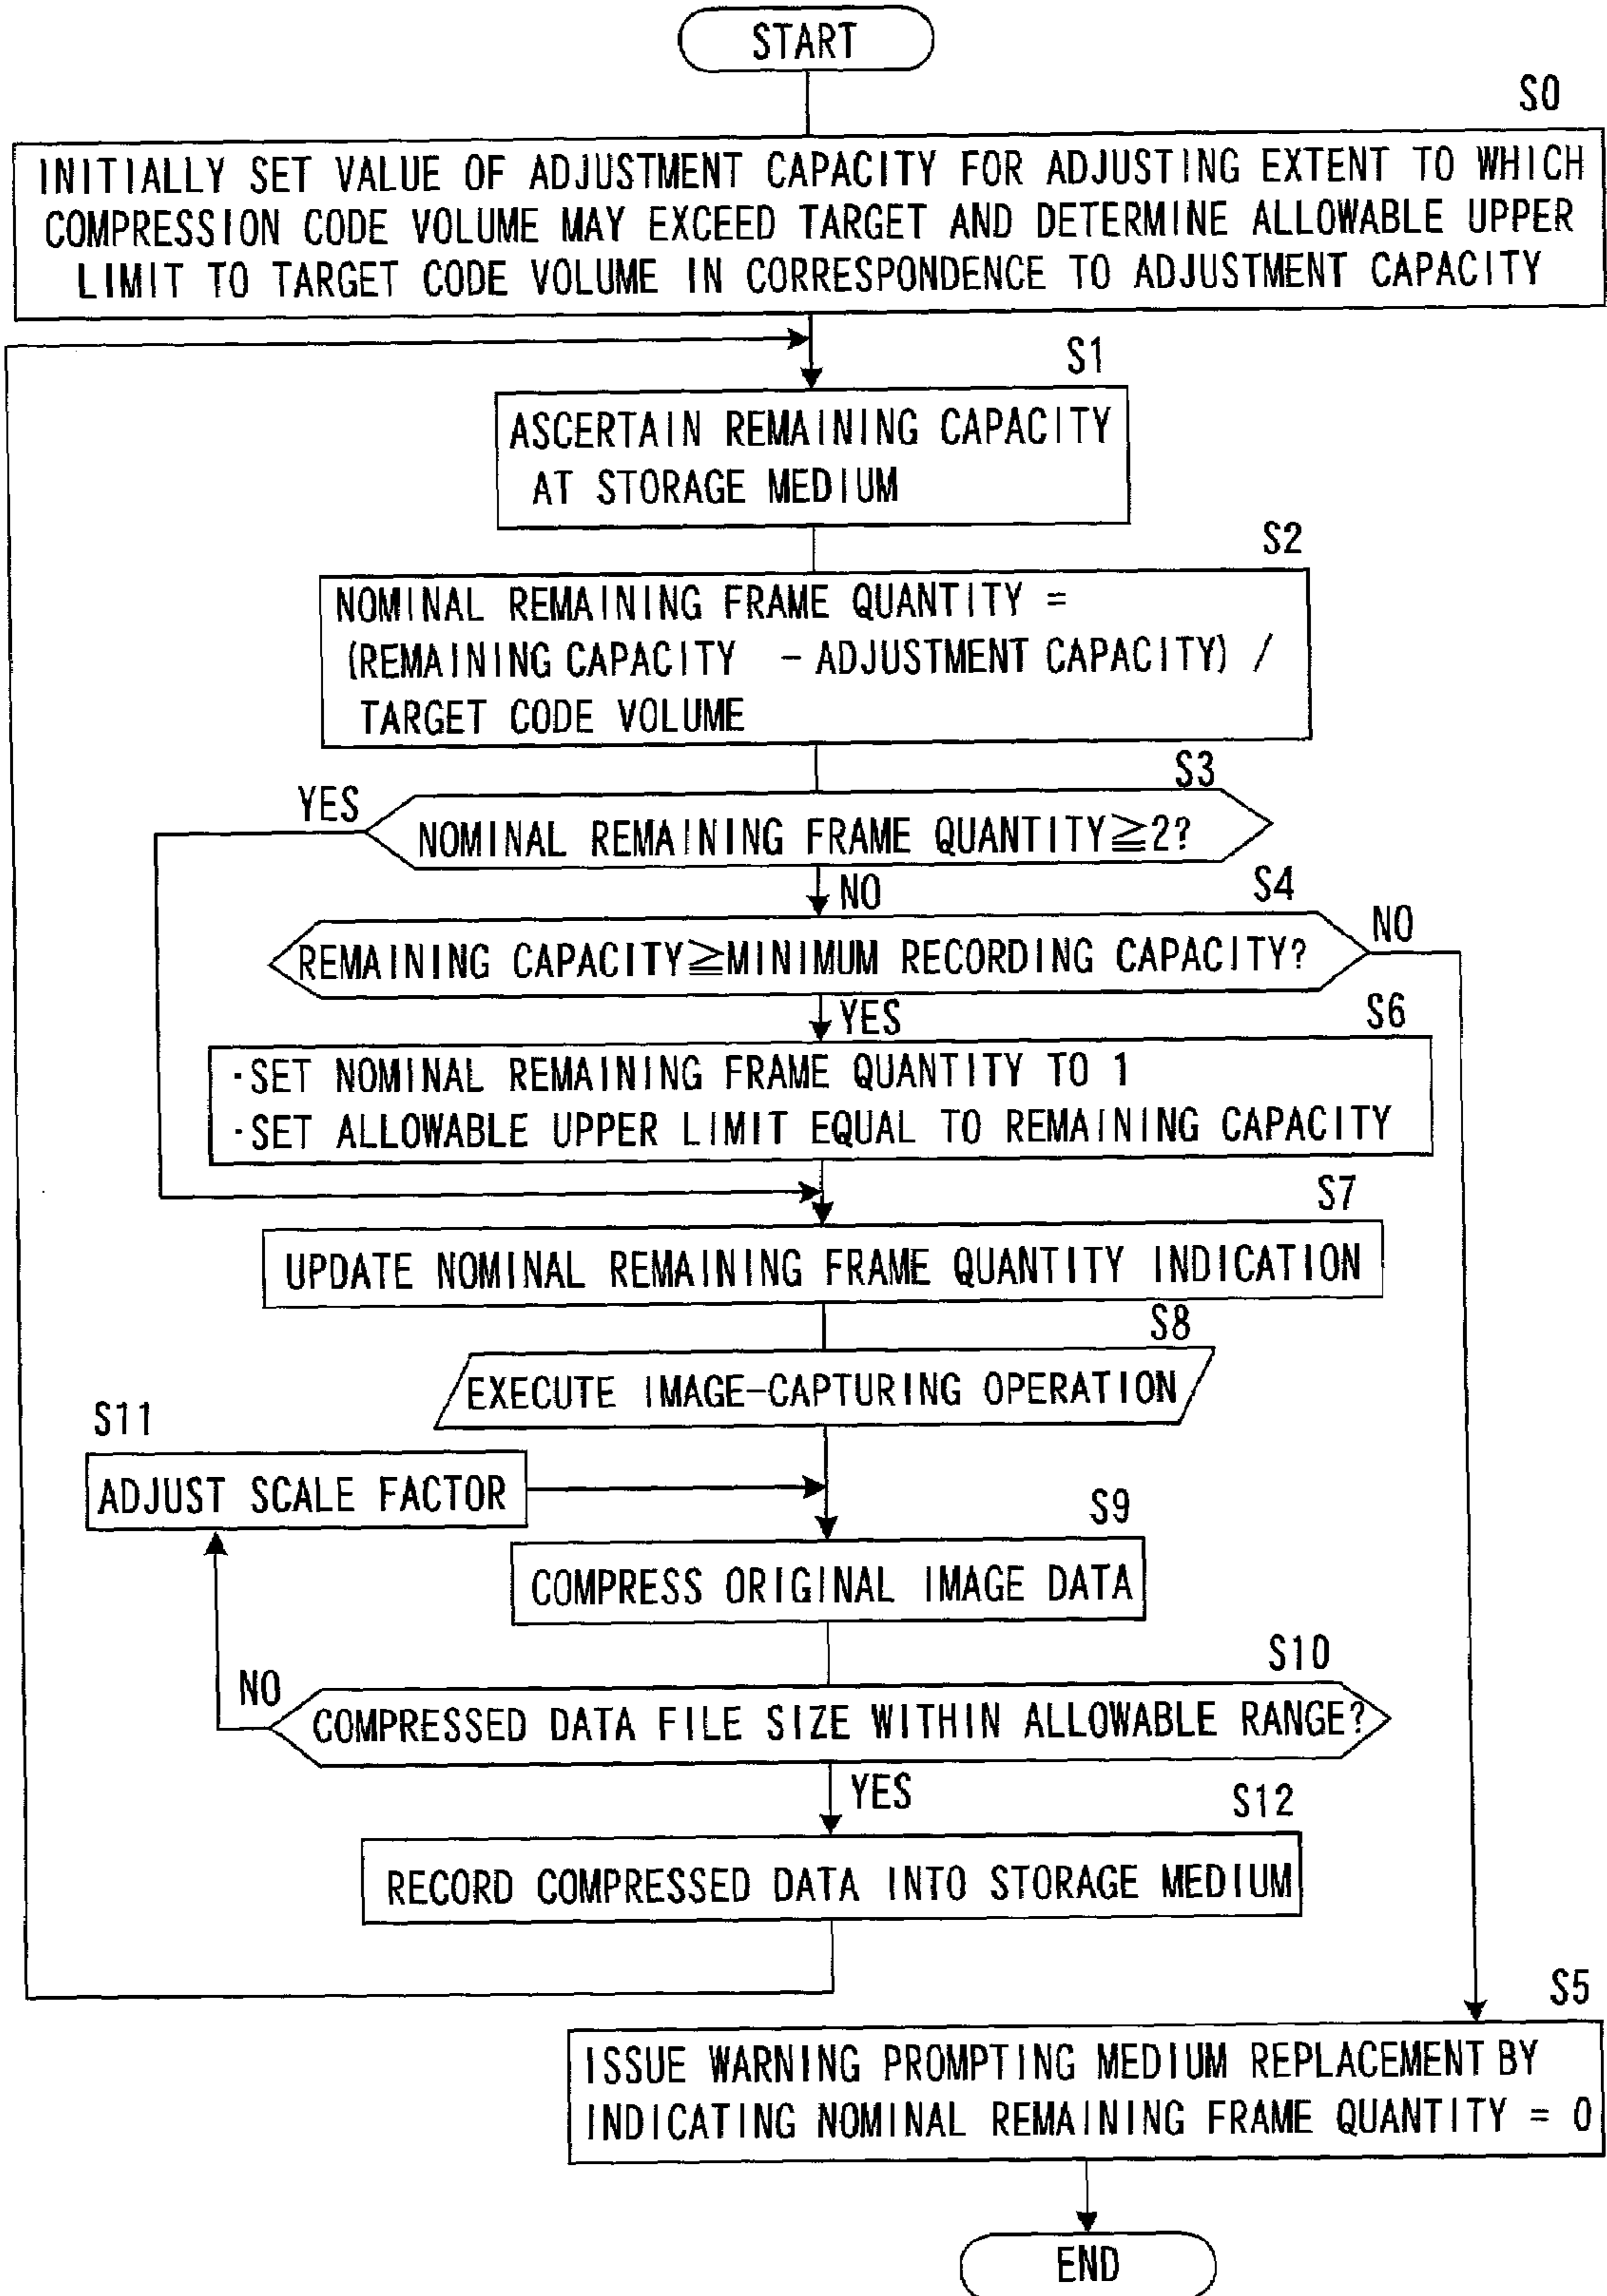 START
S0
INITIALLY SET VALUE OF ADJUSTMENT CAPACITY FOR ADJUSTING EXTENT TO WHICH
COMPRESSION CODE VOLUME MAY EXCEED TARGET AND DETERMINE ALLOWABLE UPPER
LIMIT TO TARGET CODE VOLUME IN CORRESPONDENCE TO ADJUSTMENT CAPACITY
S1
ASCERTAIN REMAINING CAPACITY
AT STORAGE MEDIUM
S2
NOMINAL REMAINING FRAME QUANTITY =
(REMAINING CAPACITY - ADJUSTMENT CAPACITY) /
TARGET CODE VOLUME
S3
YES
NOMINAL REMAINING FRAME QUANTITY≧2?
NO
S4
NO
REMAINING CAPACITY≧MINIMUM RECORDING CAPACITY?
YES
S6
·SET NOMINAL REMAINING FRAME QUANTITY TO 1
·SET ALLOWABLE UPPER LIMIT EQUAL TO REMAINING CAPACITY
S7
UPDATE NOMINAL REMAINING FRAME QUANTITY INDICATION
S8
EXECUTE IMAGE-CAPTURING OPERATION
S11
ADJUST SCALE FACTOR
S9
COMPRESS ORIGINAL IMAGE DATA
S10
NO
COMPRESSED DATA FILE SIZE WITHIN ALLOWABLE RANGE?
YES
S12
RECORD COMPRESSED DATA INTO STORAGE MEDIUM
S5
ISSUE WARNING PROMPTING MEDIUM REPLACEMENT BY
INDICATING NOMINAL REMAINING FRAME QUANTITY = 0
END